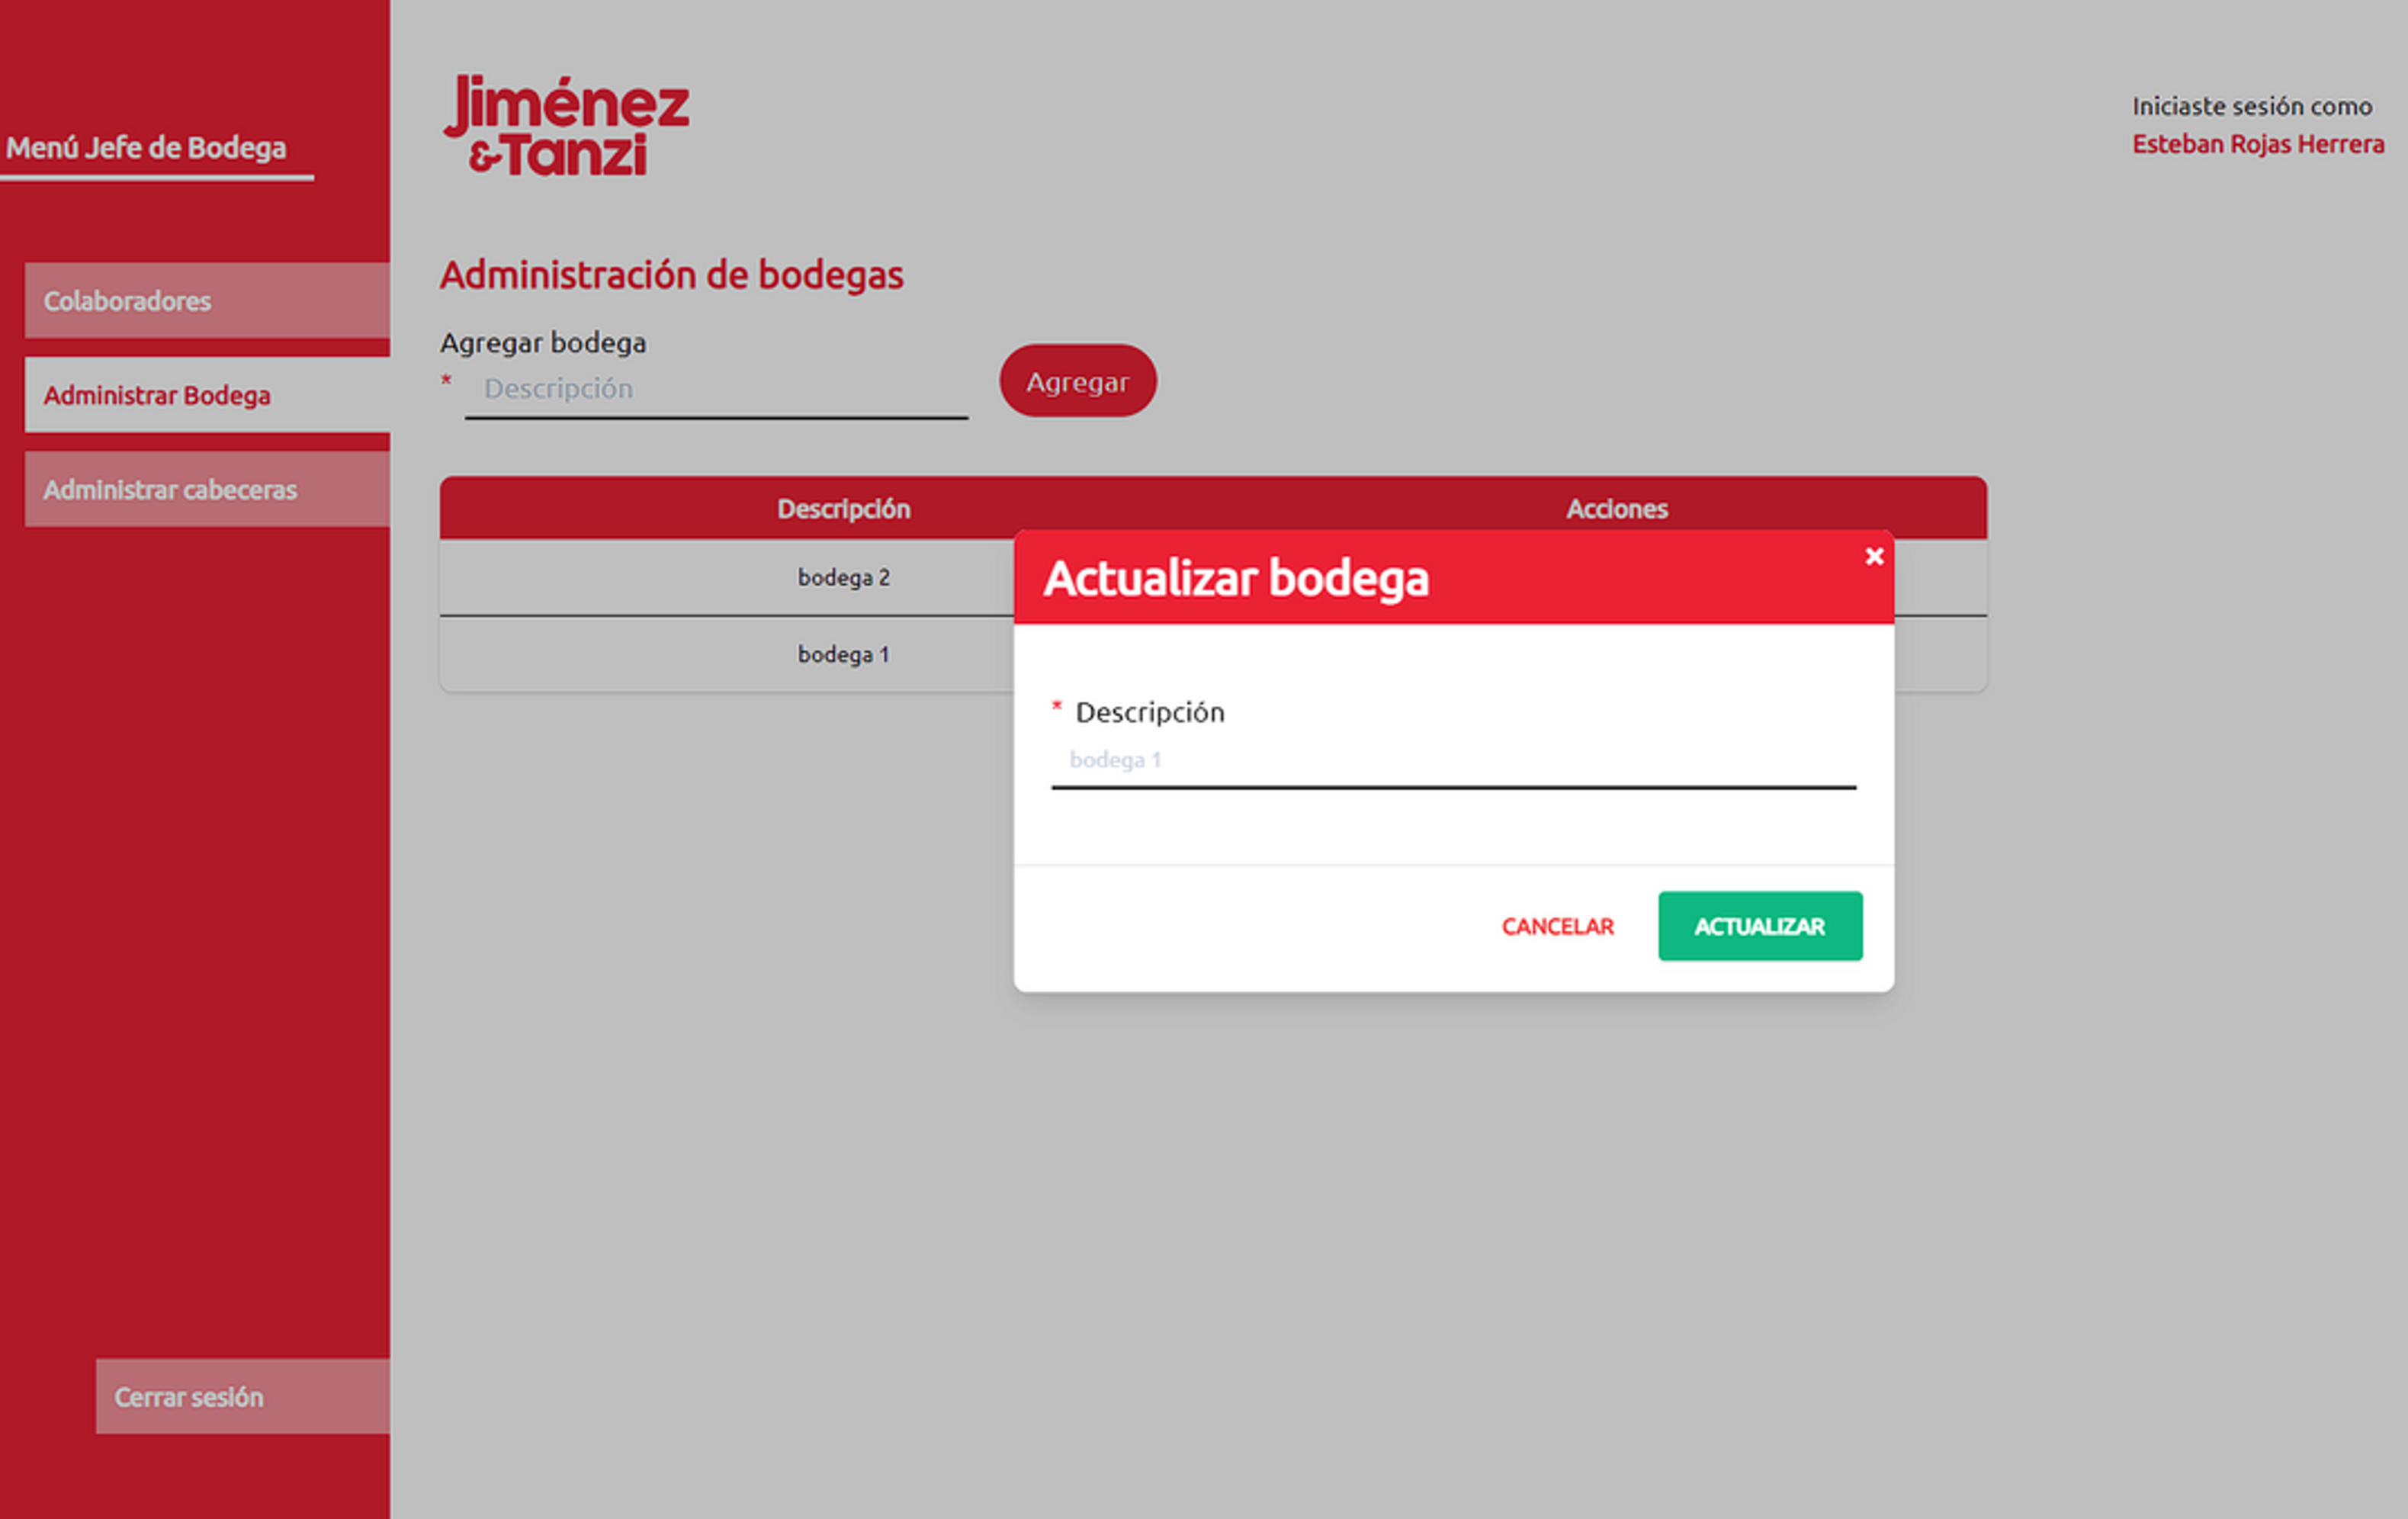 Menú Jefe de Bodega
Colaboradores
Administrar Bodega
Administrar cabeceras
Cerrar sesión
Jiménez
&Tanzi
Iniciaste sesión como
Esteban Rojas Herrera
Administración de bodegas
Agregar bodega
* Descripción
Agregar
Descripción Acciones
bodega 2
bodega 1
Actualizar bodega
* Descripción
bodega 1
CANCELAR ACTUALIZAR